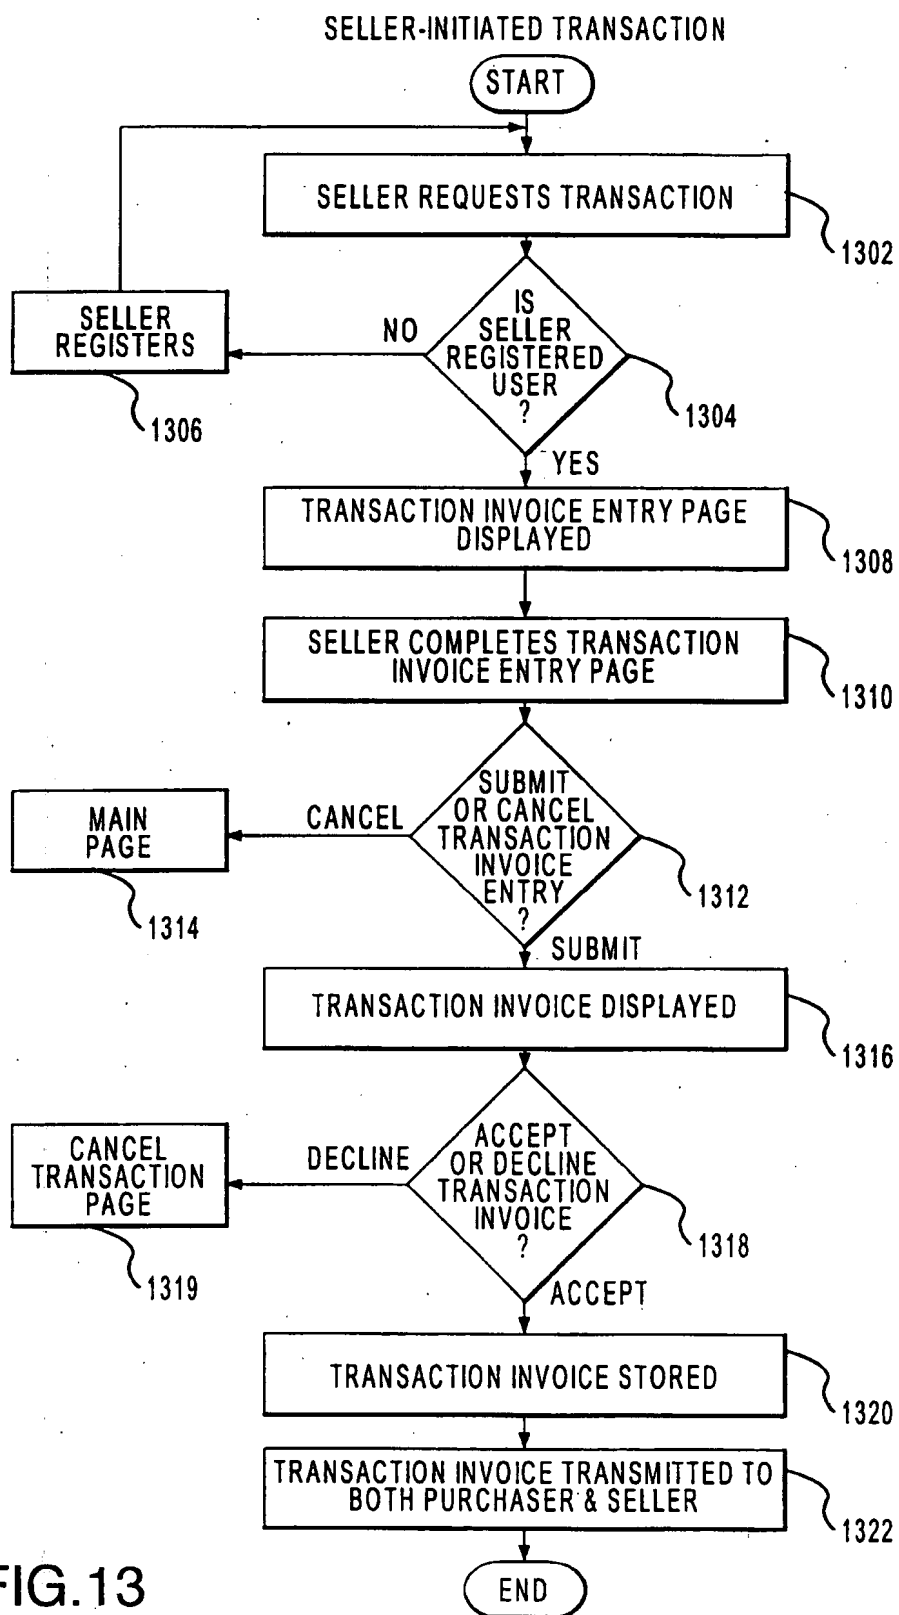 SELLER-INITIATED TRANSACTION
START
SELLER REQUESTS TRANSACTION
1302
IS
SELLER
REGISTERED
USER
?
1304
NO
SELLER
REGISTERS
1306
YES
TRANSACTION INVOICE ENTRY PAGE
DISPLAYED
1308
SELLER COMPLETES TRANSACTION
INVOICE ENTRY PAGE
1310
SUBMIT
OR CANCEL
TRANSACTION
INVOICE
ENTRY
?
1312
CANCEL
MAIN
PAGE
1314
SUBMIT
TRANSACTION INVOICE DISPLAYED
1316
ACCEPT
OR DECLINE
TRANSACTION
INVOICE
?
1318
DECLINE
CANCEL
TRANSACTION
PAGE
1319
ACCEPT
TRANSACTION INVOICE STORED
1320
TRANSACTION INVOICE TRANSMITTED TO
BOTH PURCHASER & SELLER
1322
END
FIG.13